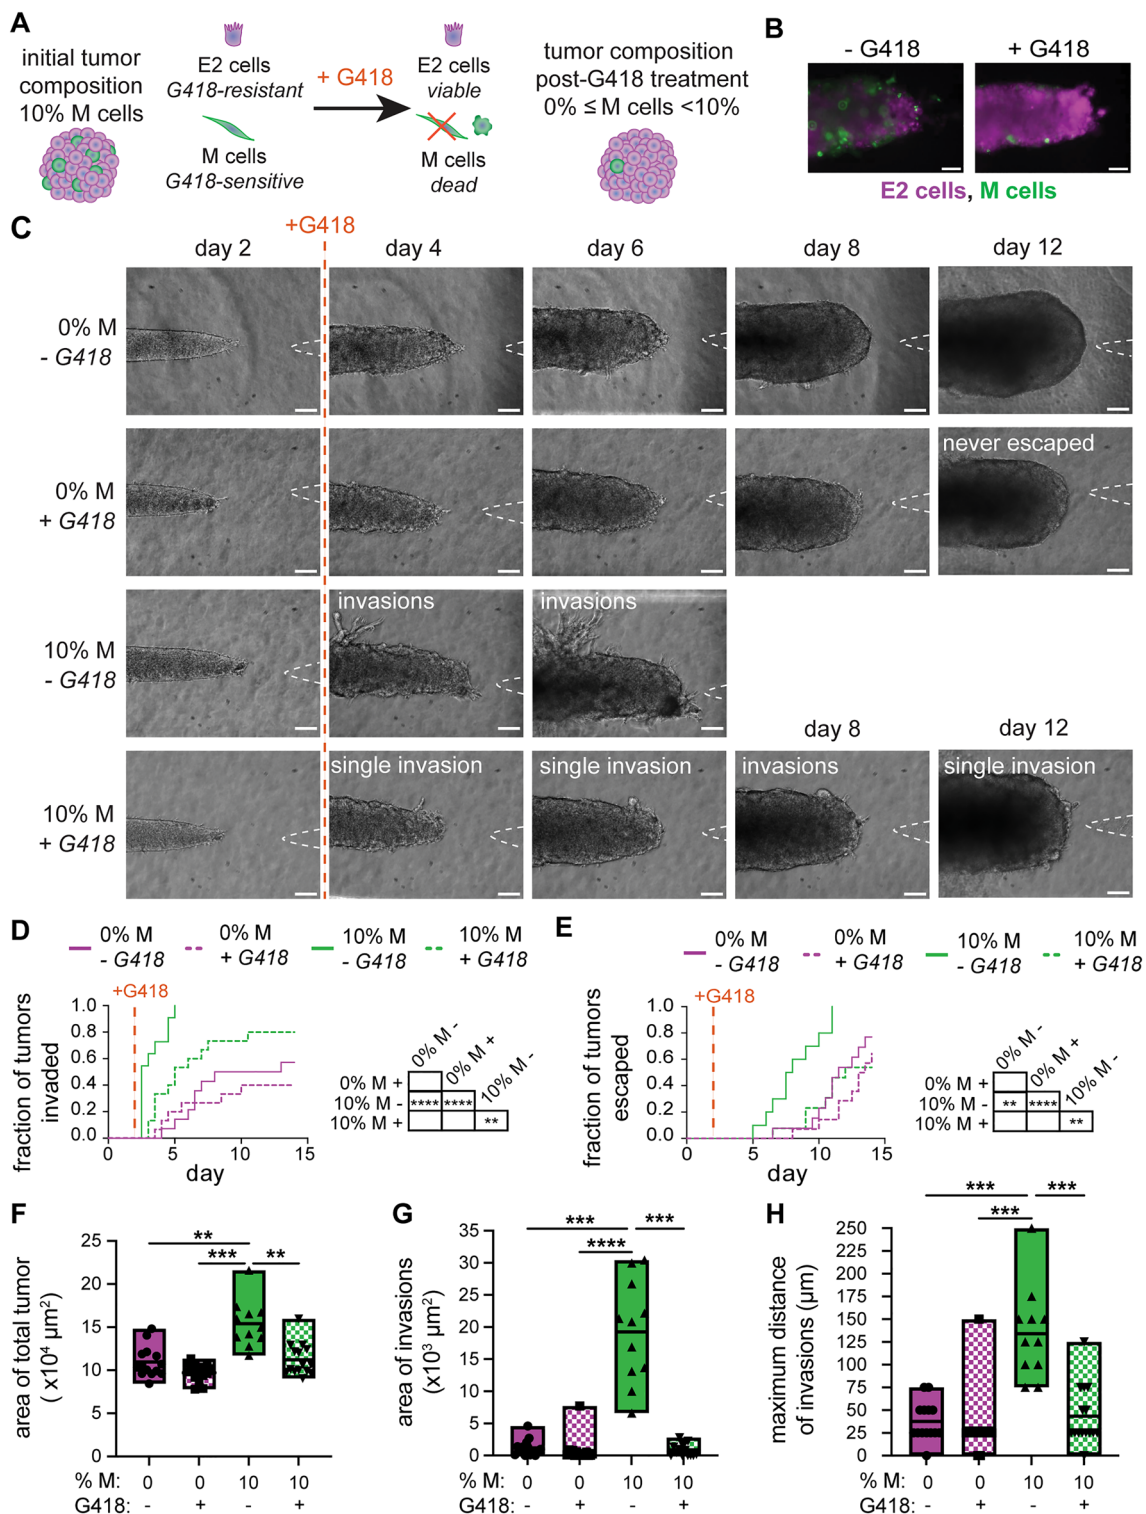 A
initial tumor
composition
10% M cells
E2 cells
G418-resistant
M cells
G418-sensitive
+ G418
E2 cells
viable
M cells
dead
tumor composition
post-G418 treatment
0% ≤ M cells <10%
B
- G418
+ G418
E2 cells, M cells
C
+G418
day 2
day 4
day 6
day 8
day 12
0% M
- G418
0% M
+ G418
never escaped
10% M
- G418
invasions
invasions
day 8
day 12
10% M
+ G418
single invasion
single invasion
invasions
single invasion
D
0% M
- G418
0% M
+ G418
10% M
- G418
10% M
+ G418
+G418
fraction of tumors
invaded
1.0
0.8
0.6
0.4
0.2
0.0
0
5
10
15
day
0% M -
0% M +
10% M -
0% M +
10% M -
**** ****
10% M +
**
E
0% M
- G418
0% M
+ G418
10% M
- G418
10% M
+ G418
+G418
fraction of tumors
escaped
1.0
0.8
0.6
0.4
0.2
0.0
0
5
10
15
day
0% M -
0% M +
10% M -
0% M +
10% M -
** ****
10% M +
**
F
area of total tumor
( x10⁴ μm²)
25
20
15
10
5
0
**
*** **
% M: 0 0 10 10
G418: - + - +
G
area of invasions
(x10³ μm²)
35
30
25
20
15
10
5
0
*** ***
****
% M: 0 0 10 10
G418: - + - +
H
maximum distance
of invasions (μm)
250
225
200
175
150
125
100
75
50
25
0
*** ***
***
% M: 0 0 10 10
G418: - + - +